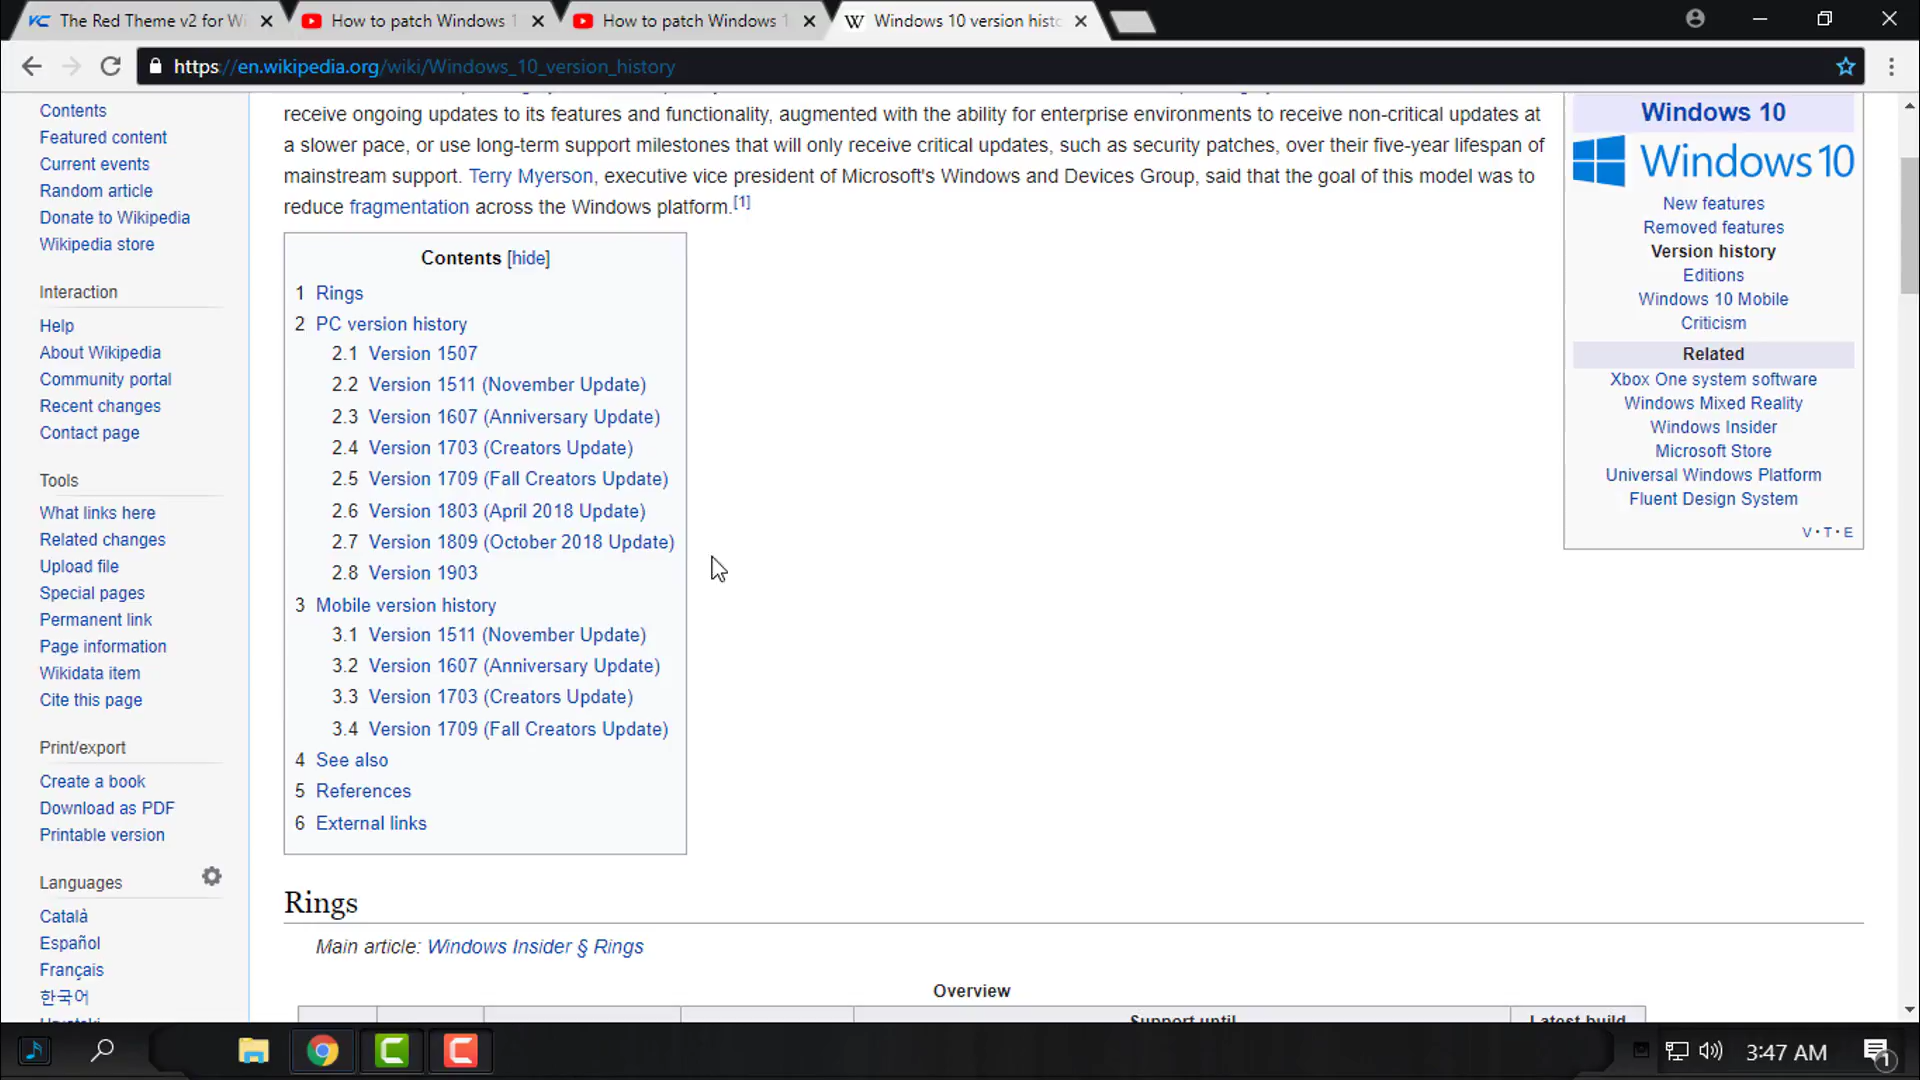 The Red Theme v2 for Wi
How to patch Windows 1
How to patch Windows 1
Windows 10 version histo
https://en.wikipedia.org/wiki/Windows_10_version_history
Contents
Featured content
Current events
Random article
Donate to Wikipedia
Wikipedia store
Interaction
Help
About Wikipedia
Community portal
Recent changes
Contact page
Tools
What links here
Related changes
Upload file
Special pages
Permanent link
Page information
Wikidata item
Cite this page
Print/export
Create a book
Download as PDF
Printable version
Languages
Català
Español
Français
한국어
Hrvatski
receive ongoing updates to its features and functionality, augmented with the ability for enterprise environments to receive non-critical updates at
a slower pace, or use long-term support milestones that will only receive critical updates, such as security patches, over their five-year lifespan of
mainstream support. Terry Myerson, executive vice president of Microsoft's Windows and Devices Group, said that the goal of this model was to
reduce fragmentation across the Windows platform.[1]
Contents [hide]
1 Rings
2 PC version history
2.1 Version 1507
2.2 Version 1511 (November Update)
2.3 Version 1607 (Anniversary Update)
2.4 Version 1703 (Creators Update)
2.5 Version 1709 (Fall Creators Update)
2.6 Version 1803 (April 2018 Update)
2.7 Version 1809 (October 2018 Update)
2.8 Version 1903
3 Mobile version history
3.1 Version 1511 (November Update)
3.2 Version 1607 (Anniversary Update)
3.3 Version 1703 (Creators Update)
3.4 Version 1709 (Fall Creators Update)
4 See also
5 References
6 External links
Rings
Main article: Windows Insider § Rings
Overview
Support until
Latest build
Windows 10
Windows 10
New features
Removed features
Version history
Editions
Windows 10 Mobile
Criticism
Related
Xbox One system software
Windows Mixed Reality
Windows Insider
Microsoft Store
Universal Windows Platform
Fluent Design System
V · T · E
3:47 AM
1